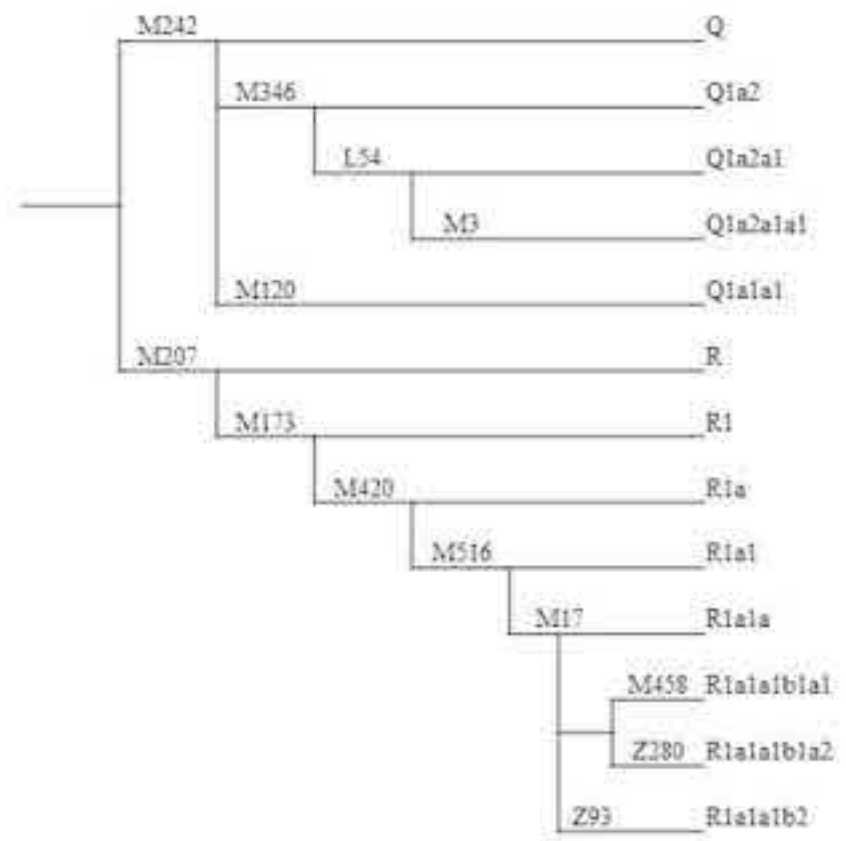 M242 Q
M346 Q1a2
L54 Q1a2a1
M3 Q1a2a1a1
M120 Q1a1a1
M207 R
M173 R1
M420 R1a
M516 R1a1
M17 R1a1a
M458 R1a1a1b1a1
Z280 R1a1a1b1a2
Z93 R1a1a1b2